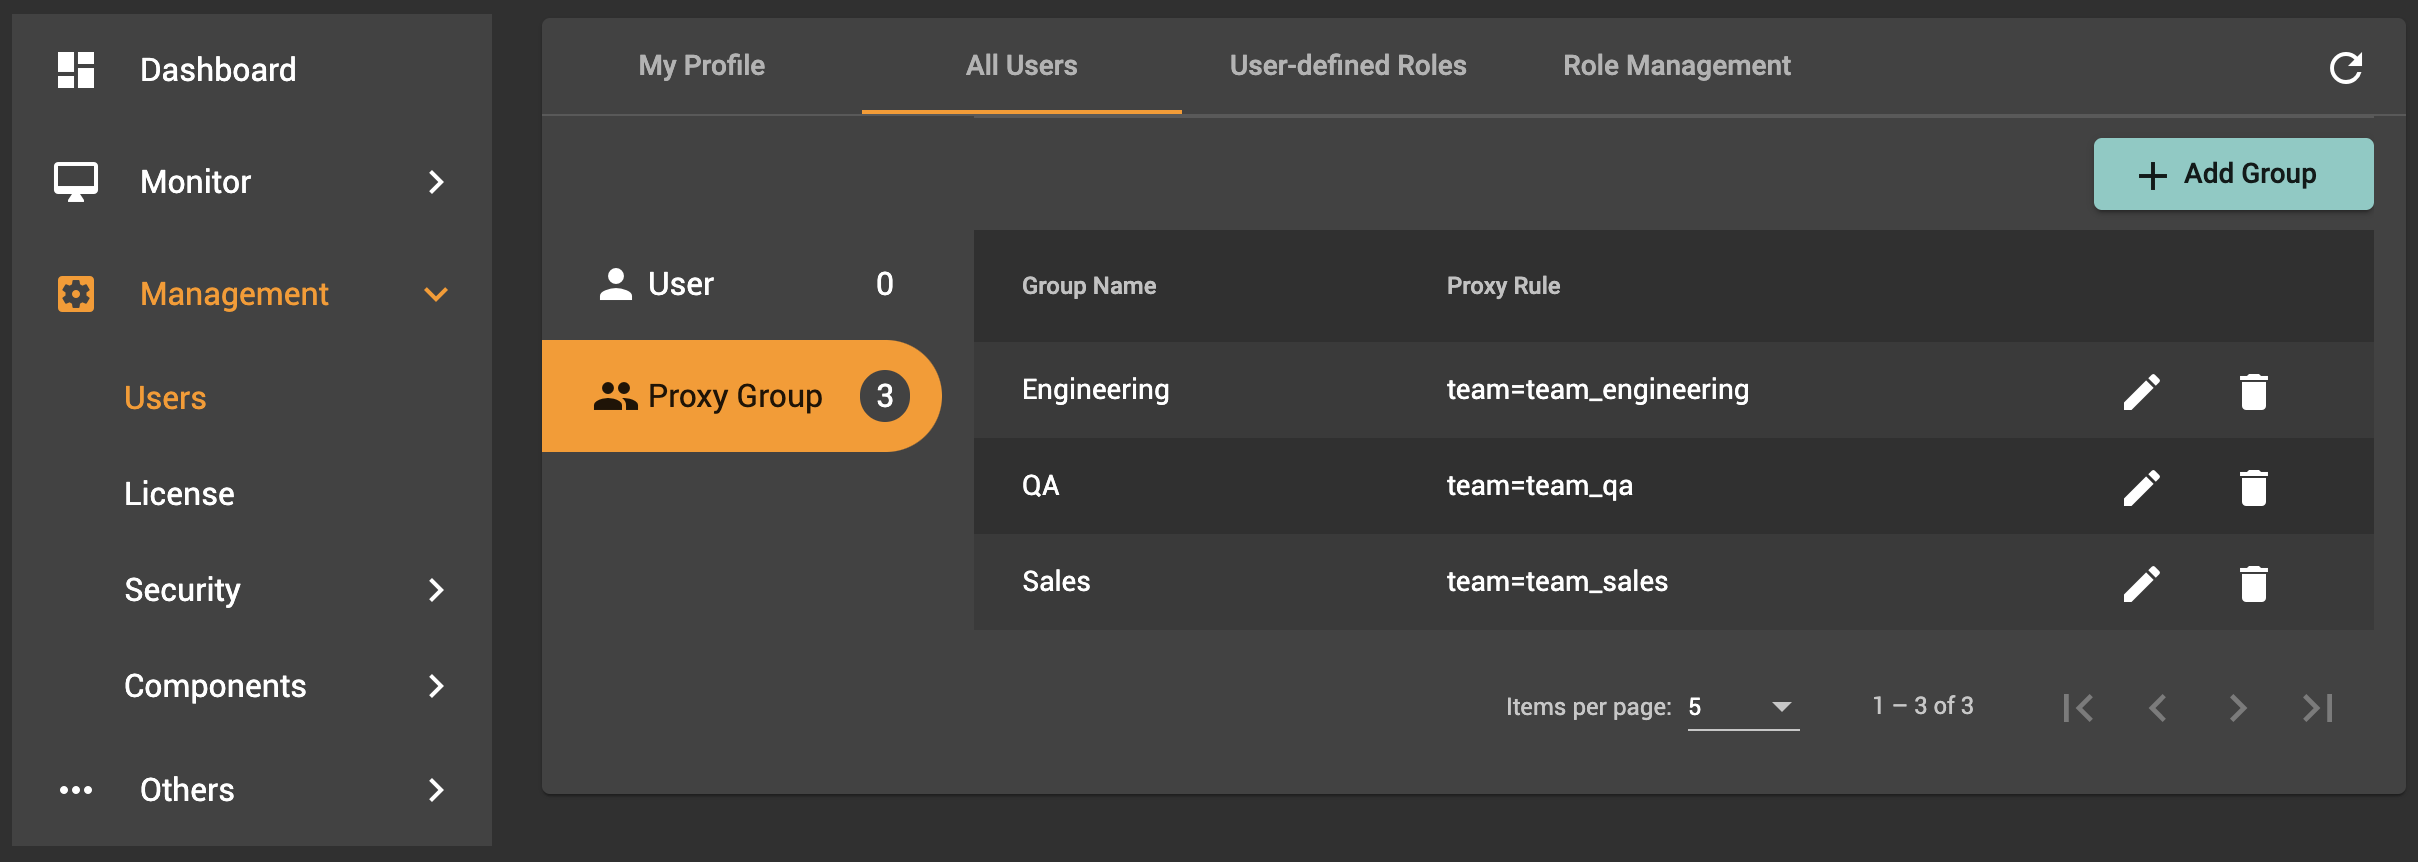 Dashboard
Monitor
Management
Users
License
Security
Components
Others
My Profile
All Users
User-defined Roles
Role Management
Add Group
User 0
Proxy Group 3
Group Name Proxy Rule
Engineering team=team_engineering
QA team=team_qa
Sales team=team_sales
Items per page: 5 1 – 3 of 3